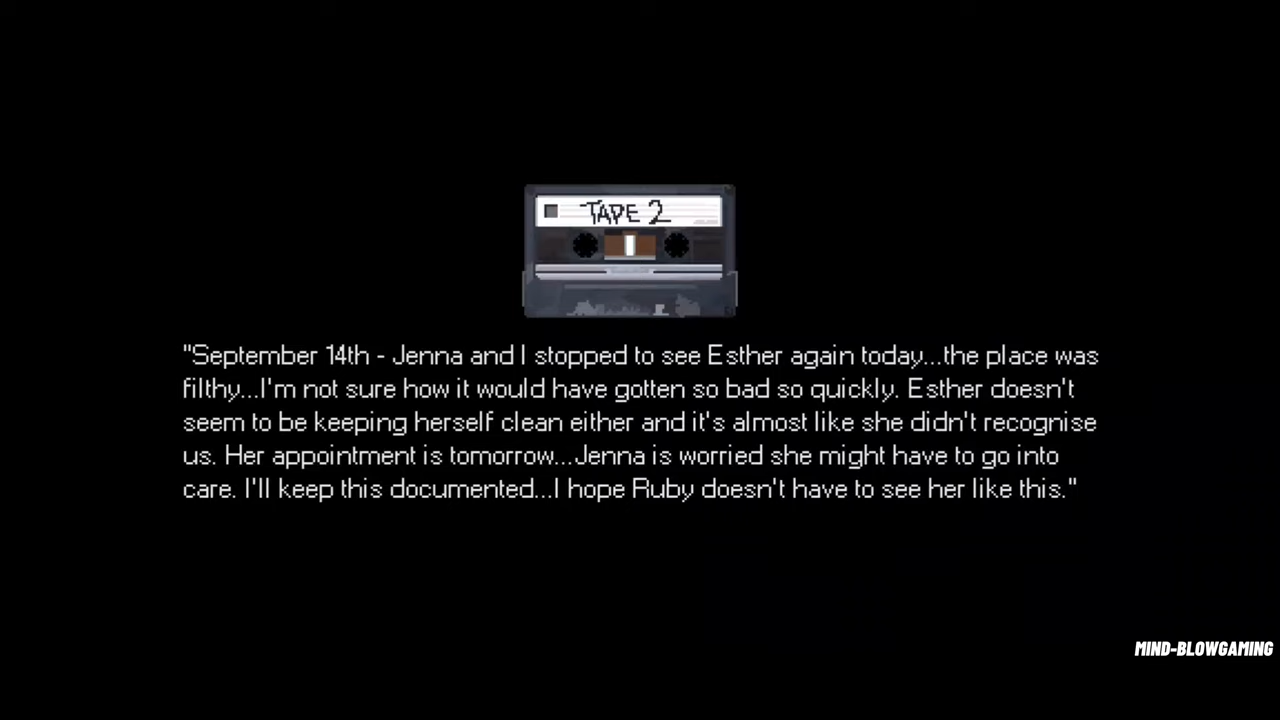 TAPE 2
"September 14th - Jenna and I stopped to see Esther again today...the place was
filthy...I'm not sure how it would have gotten so bad so quickly. Esther doesn't
seem to be keeping herself clean either and it's almost like she didn't recognise
us. Her appointment is tomorrow...Jenna is worried she might have to go into
care. I'll keep this documented...I hope Ruby doesn't have to see her like this."
MIND-BLOWGAMING